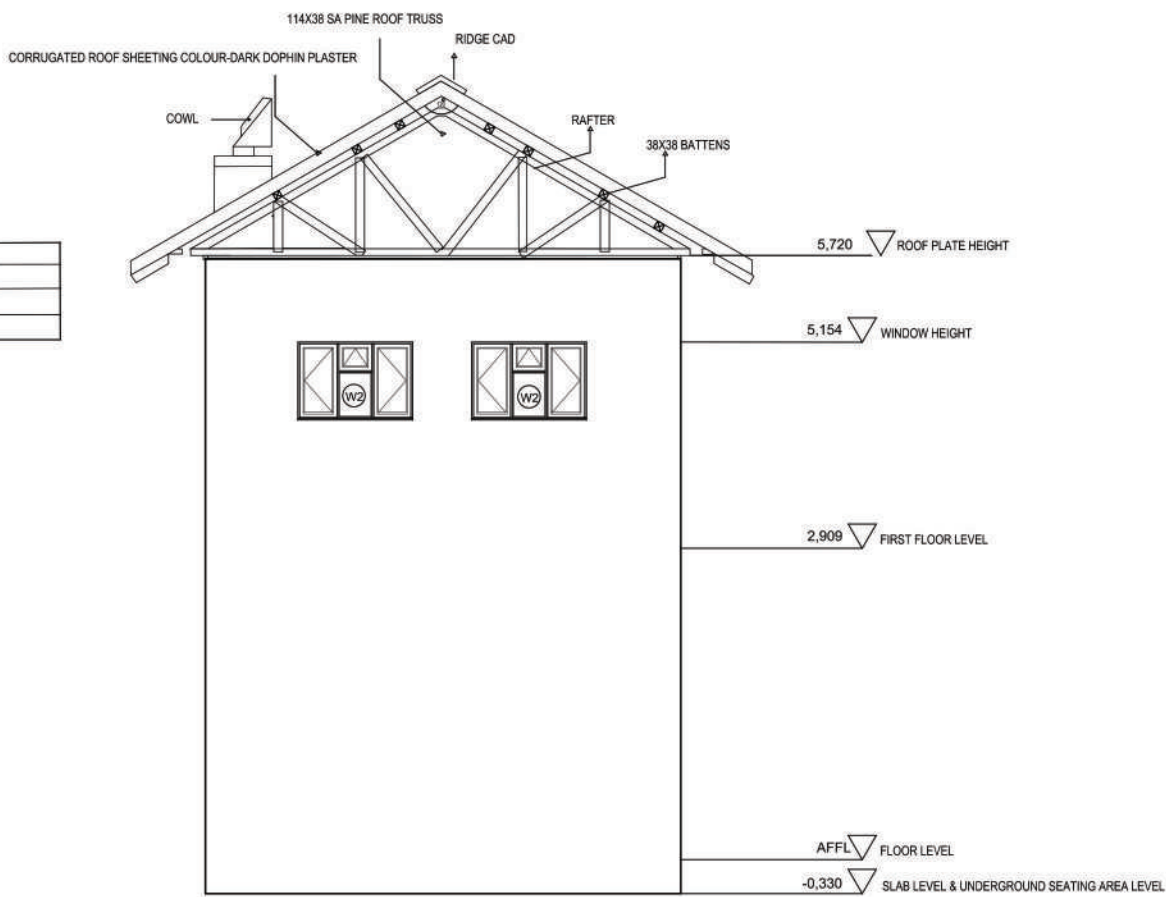 114X38 SA PINE ROOF TRUSS
RIDGE CAD
CORRUGATED ROOF SHEETING COLOUR-DARK DOPHIN PLASTER
COWL
RAFTER
38X38 BATTENS
5,720 ROOF PLATE HEIGHT
5,154 WINDOW HEIGHT
W2 W2
2,909 FIRST FLOOR LEVEL
AFFL FLOOR LEVEL
-0,330 SLAB LEVEL & UNDERGROUND SEATING AREA LEVEL